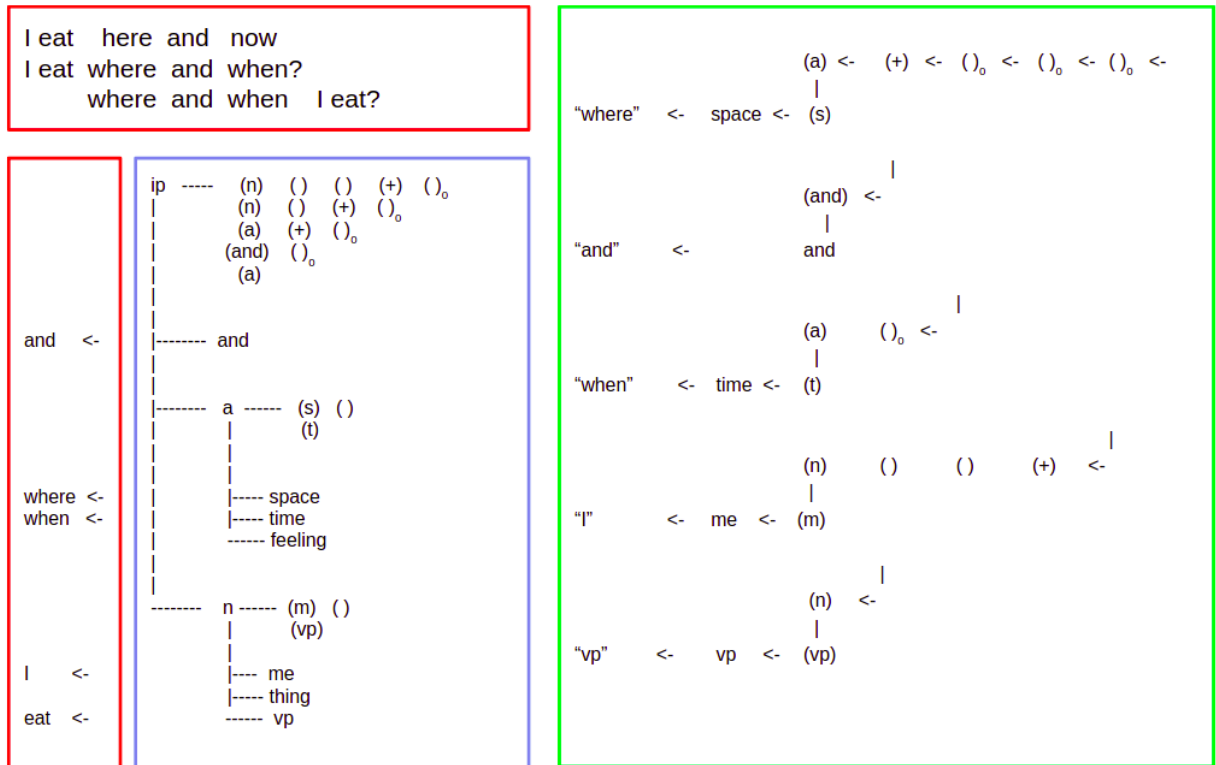 I eat here and now
I eat where and when?
where and when I eat?
and <-
where <-
when <-
I <-
eat <-
ip ----- (n) ( ) ( ) (+) ( )o
| (n) ( ) (+) ( )o
| (a) (+) ( )o
| (and) ( )o
| (a)
|
|
|-------- and
|
|
|-------- a ------ (s) ( )
| | (t)
| |
| |
| |----- space
| |----- time
| ------ feeling
|
|
-------- n ------ (m) ( )
| (vp)
|
|---- me
|----- thing
------ vp
(a) <- (+) <- ( )o <- ( )o <- ( )o <-
|
“where” <- space <- (s)
|
(and) <-
|
“and” <- and
|
(a) ( )o <-
|
“when” <- time <- (t)
|
(n) ( ) ( ) (+) <-
|
“I” <- me <- (m)
|
(n) <-
|
“vp” <- vp <- (vp)